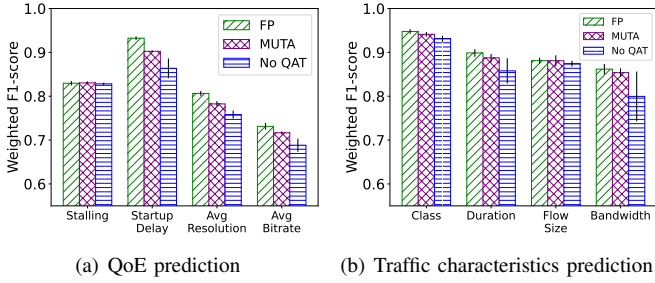 Weighted F1-score
1.0
0.9
0.8
0.7
0.6
FP
MUTA
No QAT
Stalling
Startup
Delay
Avg
Resolution
Avg
Bitrate
(a) QoE prediction
Weighted F1-score
1.0
0.9
0.8
0.7
0.6
FP
MUTA
No QAT
Class
Duration
Flow
Size
Bandwidth
(b) Traffic characteristics prediction